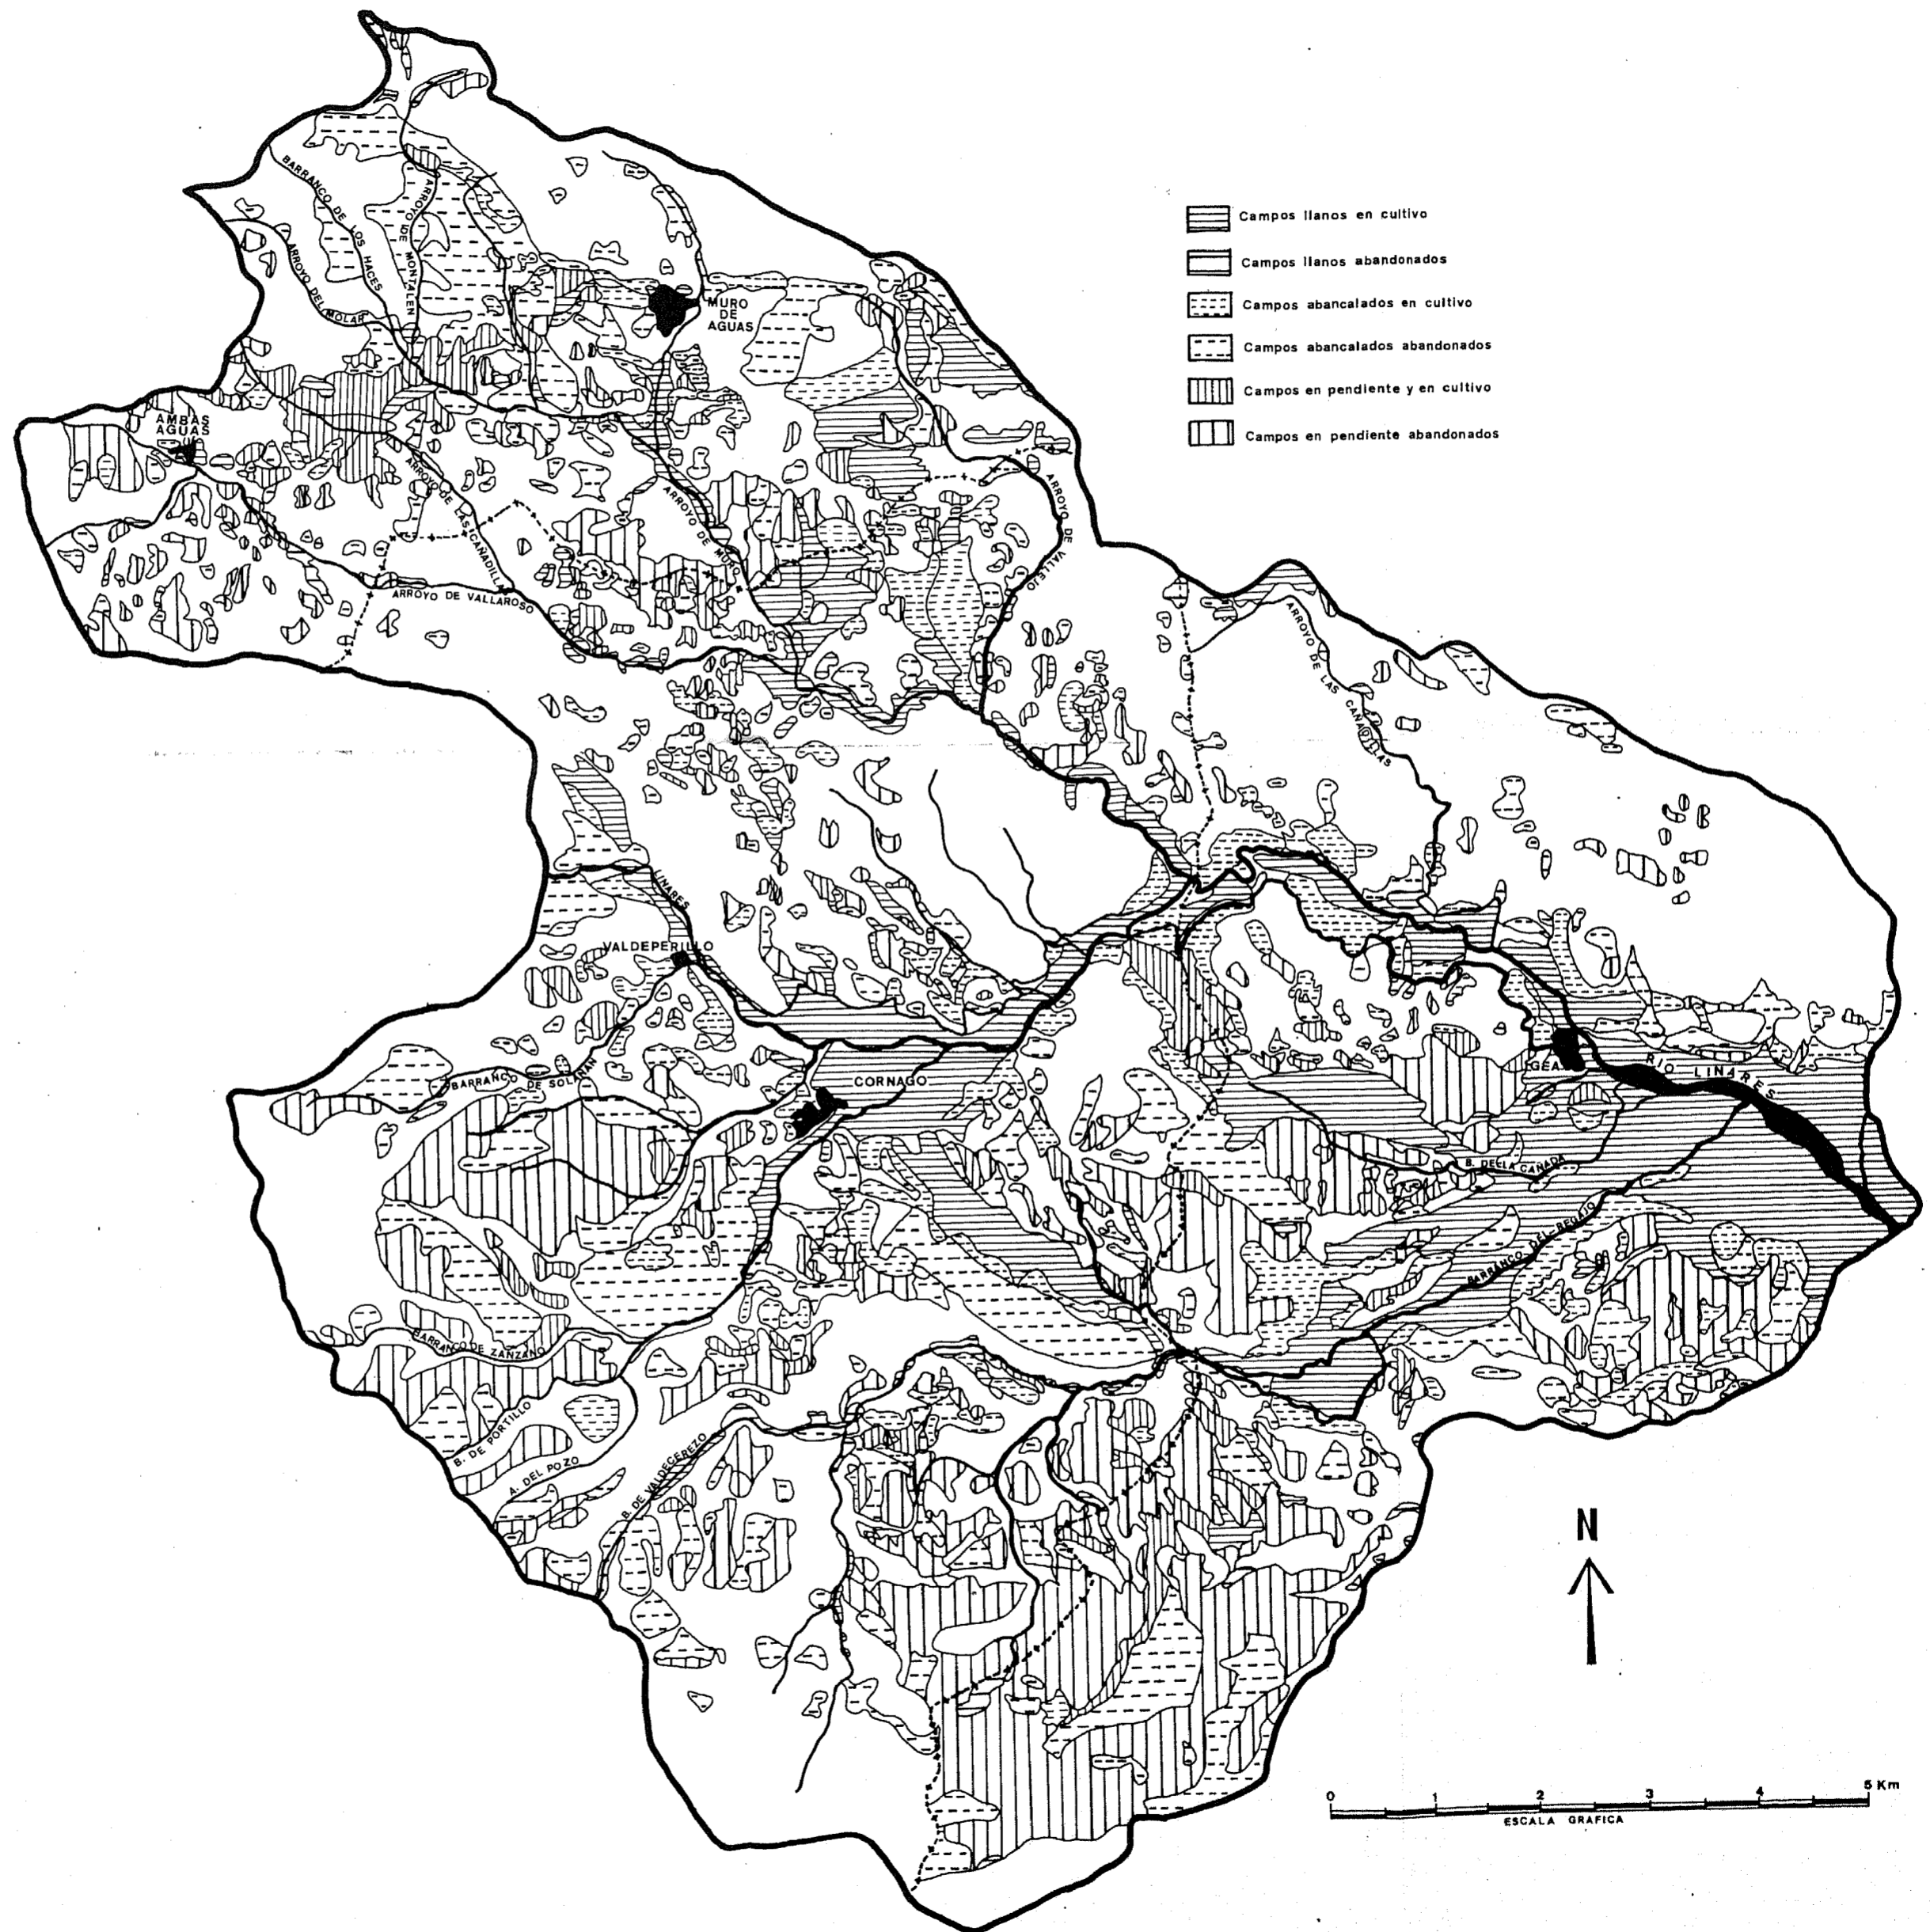 Campos llanos en cultivo
Campos llanos abandonados
Campos abancalados en cultivo
Campos abancalados abandonados
Campos en pendiente y en cultivo
Campos en pendiente abandonados
BARRANCO DE LOS HACES
ARROYO DE MONTALEN
ARROYO DEL MOLAR
MURO
DE
AGUAS
AMBAS
AGUAS
ARROYO DE LAS CAÑADILLAS
ARROYO DE MURO
ARROYO DE VALLEJO
ARROYO DE VALLAROSO
ARROYO DE LAS CAÑADILLAS
LINARES
VALDEPERILLO
BARRANCO DE SOLANAN
CORNAGO
IGEA
RIO LINARES
B. DE LA CAÑADA
BARRANCO DEL REGAJO
BARRANCO DE ZANZANO
B. DE PORTILLO
A. DEL POZO
B. DE VALDECEREZO
N
0 1 2 3 4 5 Km
ESCALA GRAFICA